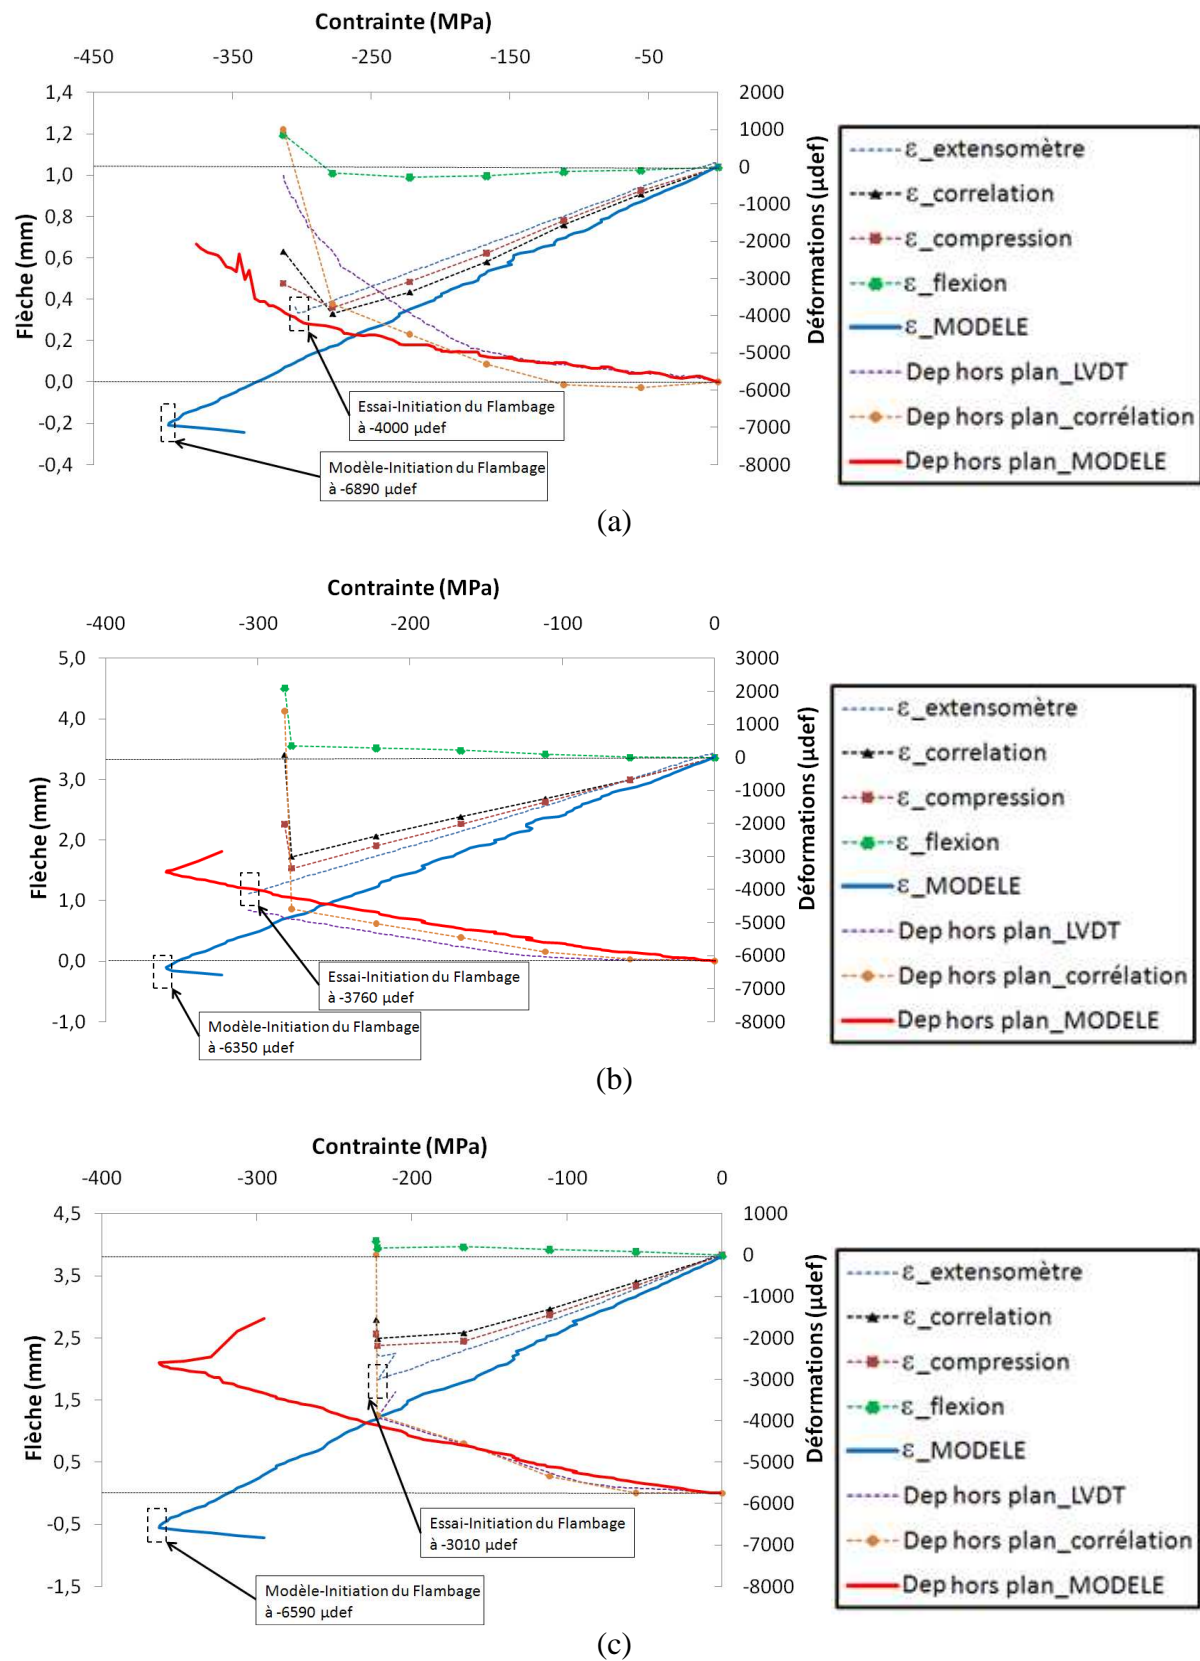 Contrainte (MPa)
-450 -350 -250 -150 -50
1,4 2000
1,2 1000
1,0 0
0,8 -1000
0,6 -2000
0,4 -3000
0,2 -4000
0,0 -5000
-0,2 -6000
-0,4 -7000
-8000
Flèche (mm)
Déformations (µdef)
Essai-Initiation du Flambage
à -4000 µdef
Modèle-Initiation du Flambage
à -6890 µdef
ε_extensomètre
ε_correlation
ε_compression
ε_flexion
ε_MODELE
Dep hors plan_LVDT
Dep hors plan_corrélation
Dep hors plan_MODELE
(a)
Contrainte (MPa)
-400 -300 -200 -100 0
5,0 3000
4,0 2000
3,0 1000
2,0 0
1,0 -1000
0,0 -2000
-1,0 -3000
-4000
-5000
-6000
-7000
-8000
Flèche (mm)
Déformations (µdef)
Essai-Initiation du Flambage
à -3760 µdef
Modèle-Initiation du Flambage
à -6350 µdef
ε_extensomètre
ε_correlation
ε_compression
ε_flexion
ε_MODELE
Dep hors plan_LVDT
Dep hors plan_corrélation
Dep hors plan_MODELE
(b)
Contrainte (MPa)
-400 -300 -200 -100 0
4,5 1000
3,5 0
2,5 -1000
1,5 -2000
0,5 -3000
-0,5 -4000
-1,5 -5000
-6000
-7000
-8000
Flèche (mm)
Déformations (µdef)
Essai-Initiation du Flambage
à -3010 µdef
Modèle-Initiation du Flambage
à -6590 µdef
ε_extensomètre
ε_correlation
ε_compression
ε_flexion
ε_MODELE
Dep hors plan_LVDT
Dep hors plan_corrélation
Dep hors plan_MODELE
(c)